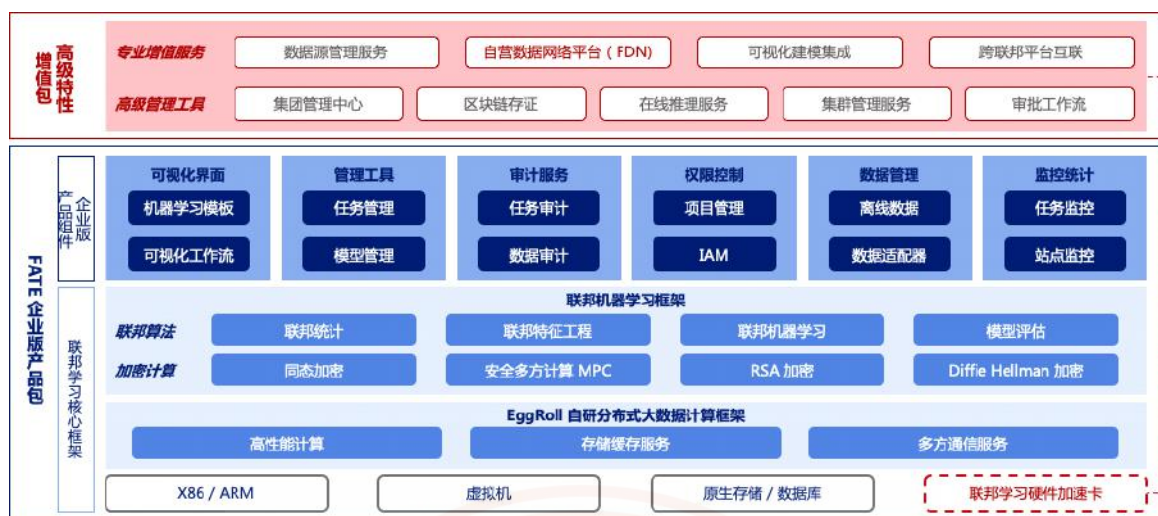 高级特性
增值包
专业增值服务
数据源管理服务
自营数据网络平台（FDN)
可视化建模集成
跨联邦平台互联
高级管理工具
集团管理中心
区块链存证
在线推理服务
集群管理服务
审批工作流
FATE 企业版产品包
企业版
产品组件
可视化界面
管理工具
审计服务
权限控制
数据管理
监控统计
机器学习模板
任务管理
任务审计
项目管理
离线数据
任务监控
可视化工作流
模型管理
数据审计
IAM
数据适配器
站点监控
联邦学习核心框架
联邦机器学习框架
联邦算法
联邦统计
联邦特征工程
联邦机器学习
模型评估
加密计算
同态加密
安全多方计算 MPC
RSA 加密
Diffie Hellman 加密
EggRoll 自研分布式大数据计算框架
高性能计算
存储缓存服务
多方通信服务
X86 / ARM
虚拟机
原生存储 / 数据库
联邦学习硬件加速卡